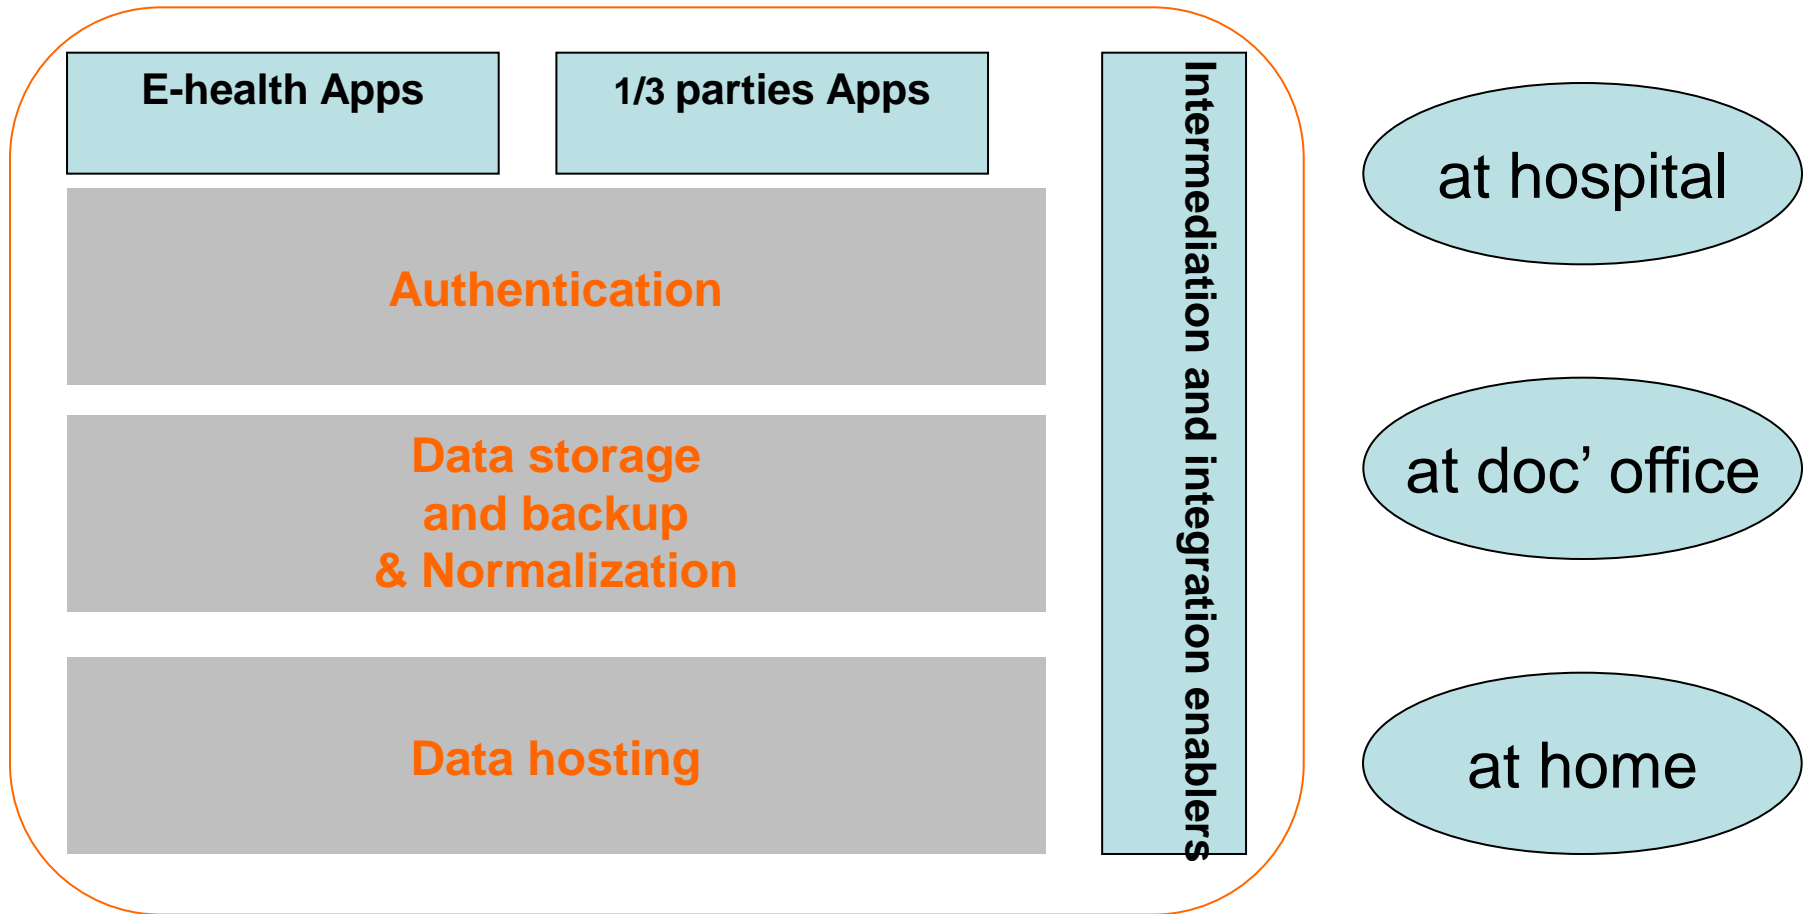 E-health Apps
1/3 parties Apps
Authentication
Data storage
and backup
& Normalization
Data hosting
Intermediation and integration enablers
at hospital
at doc’ office
at home